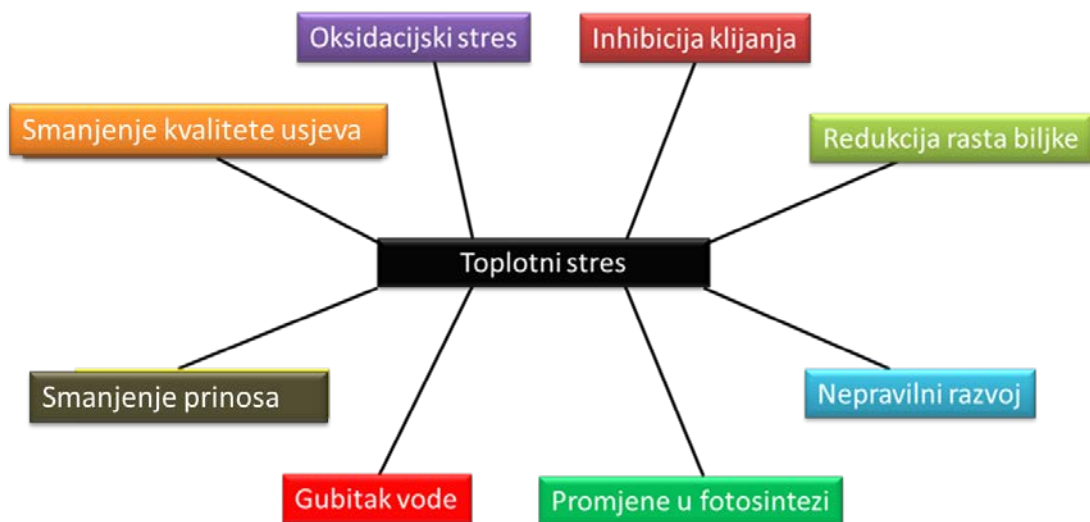 Oksidacijski stres
Inhibicija klijanja
Smanjenje kvalitete usjeva
Redukcija rasta biljke
Toplotni stres
Smanjenje prinosa
Nepravilni razvoj
Gubitak vode
Promjene u fotosintezi